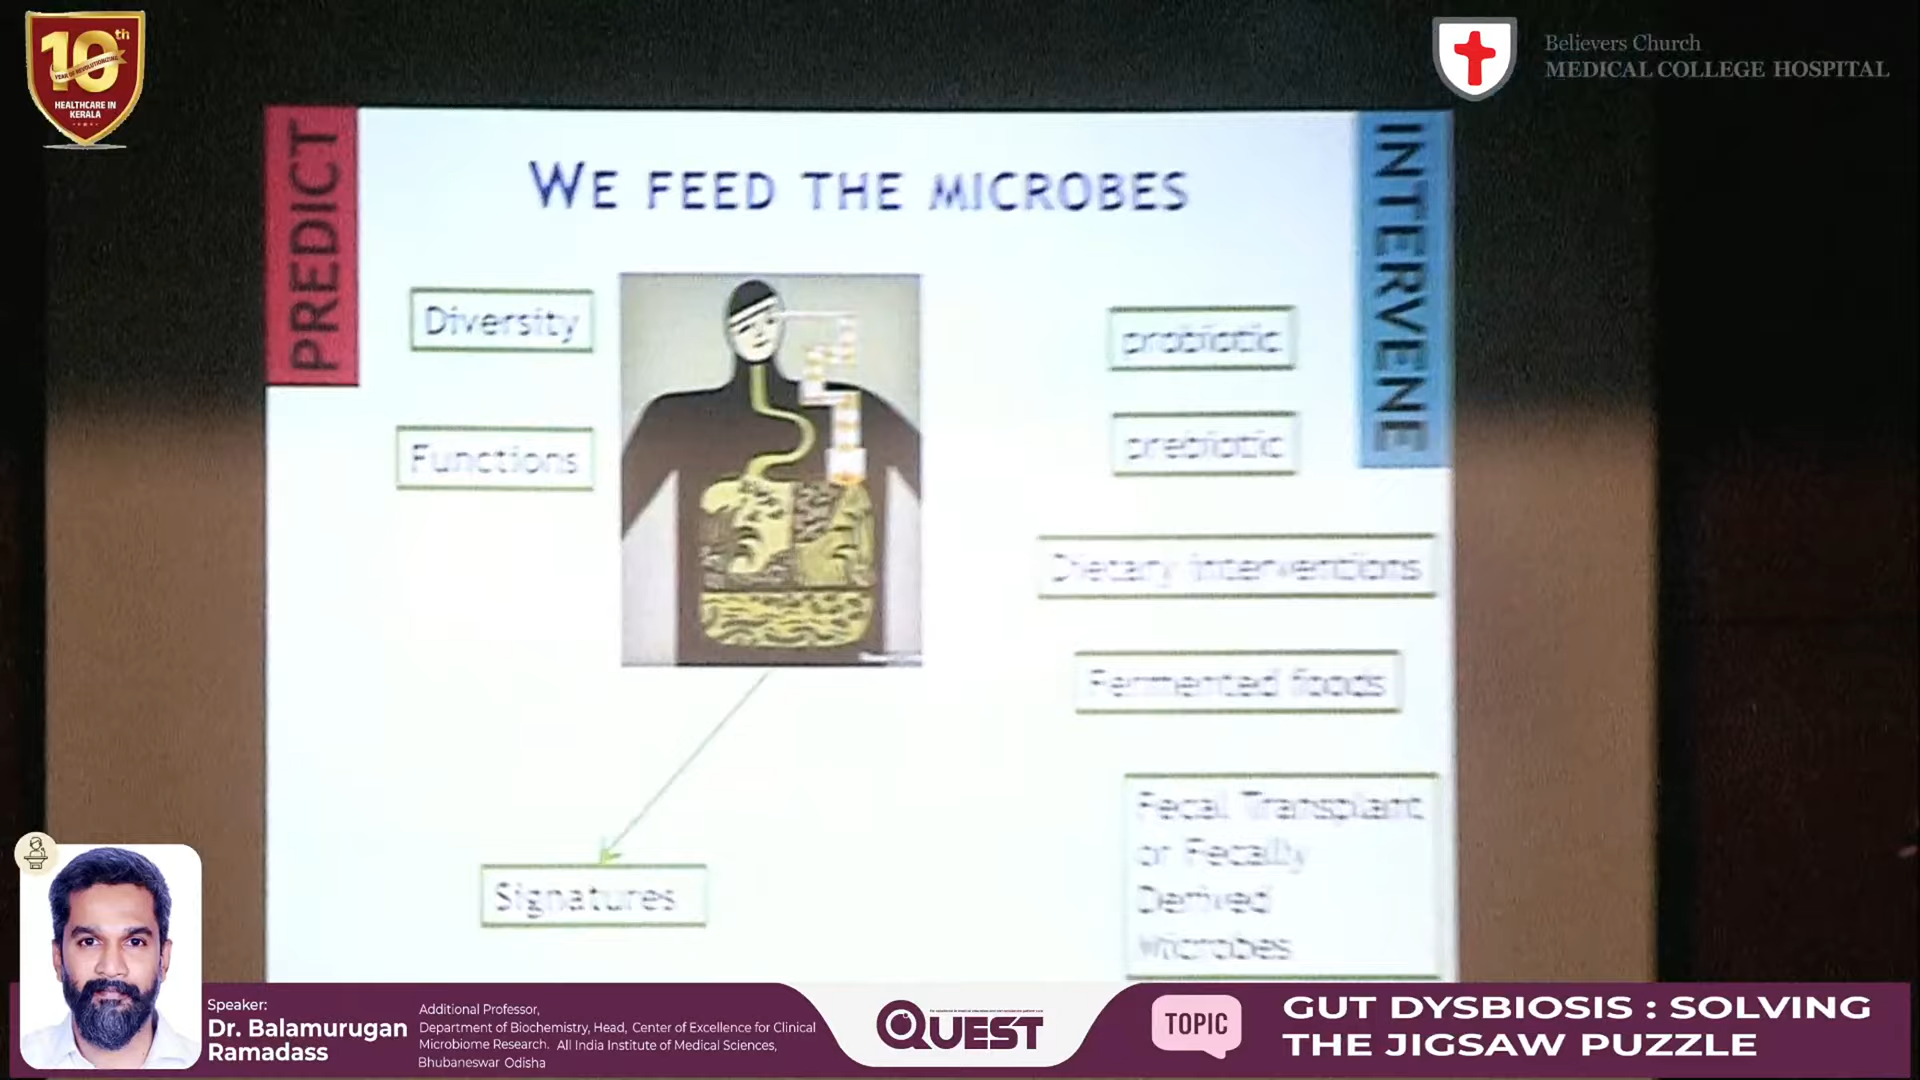 10th
YEAR OF REVOLUTIONIZING
HEALTHCARE IN
KERALA
Believers Church
MEDICAL COLLEGE HOSPITAL
PREDICT
WE FEED THE MICROBES
INTERVENE
Diversity
Functions
probiotic
prebiotic
Dietary interventions
Fermented foods
Fecal Transplant
or Fecally
Derived
Microbes
Signatures
Speaker:
Dr. Balamurugan
Ramadass
Additional Professor,
Department of Biochemistry, Head, Center of Excellence for Clinical
Microbiome Research. All India Institute of Medical Sciences,
Bhubaneswar Odisha
QUEST
TOPIC
GUT DYSBIOSIS : SOLVING
THE JIGSAW PUZZLE